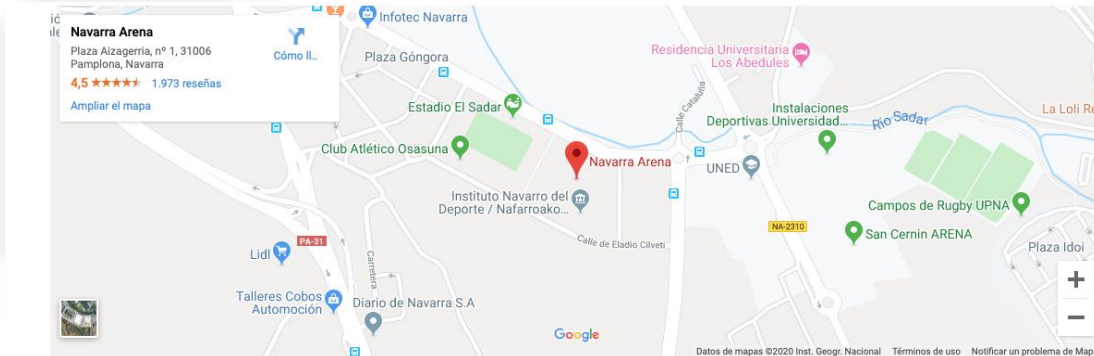 Navarra Arena
Plaza Aizagerria, nº 1, 31006
Pamplona, Navarra
4,5
1.973 reseñas
Ampliar el mapa
Cómo ll...
Infotec Navarra
Plaza Góngora
Residencia Universitaria
Los Abedules
Estadio El Sadar
Calle Cataluña
Instalaciones
Deportivas Universidad...
Río Sadar
La Loli Re
Club Atlético Osasuna
Navarra Arena
UNED
Instituto Navarro del
Deporte / Nafarroako...
Campos de Rugby UPNA
NA-2310
San Cernin ARENA
Calle de Eladio Cilveti
PA-31
Plaza Idoi
Lidl
Carretera
Talleres Cobos
Automoción
Diario de Navarra S.A
Google
Datos de mapas ©2020 Inst. Geogr. Nacional
Términos de uso
Notificar un problema de Map